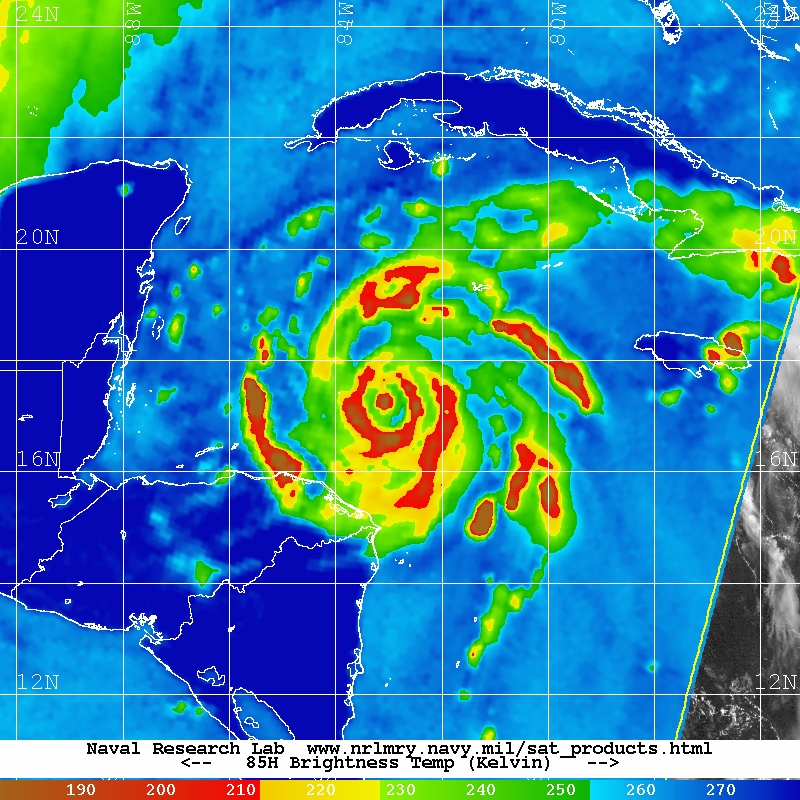 24N 24N
88W 84W 80W
20N 20N
16N 16N
12N 12N
Naval Research Lab www.nrlmry.navy.mil/sat_products.html
<-- 85H Brightness Temp (Kelvin) -->
190 200 210 220 230 240 250 260 270